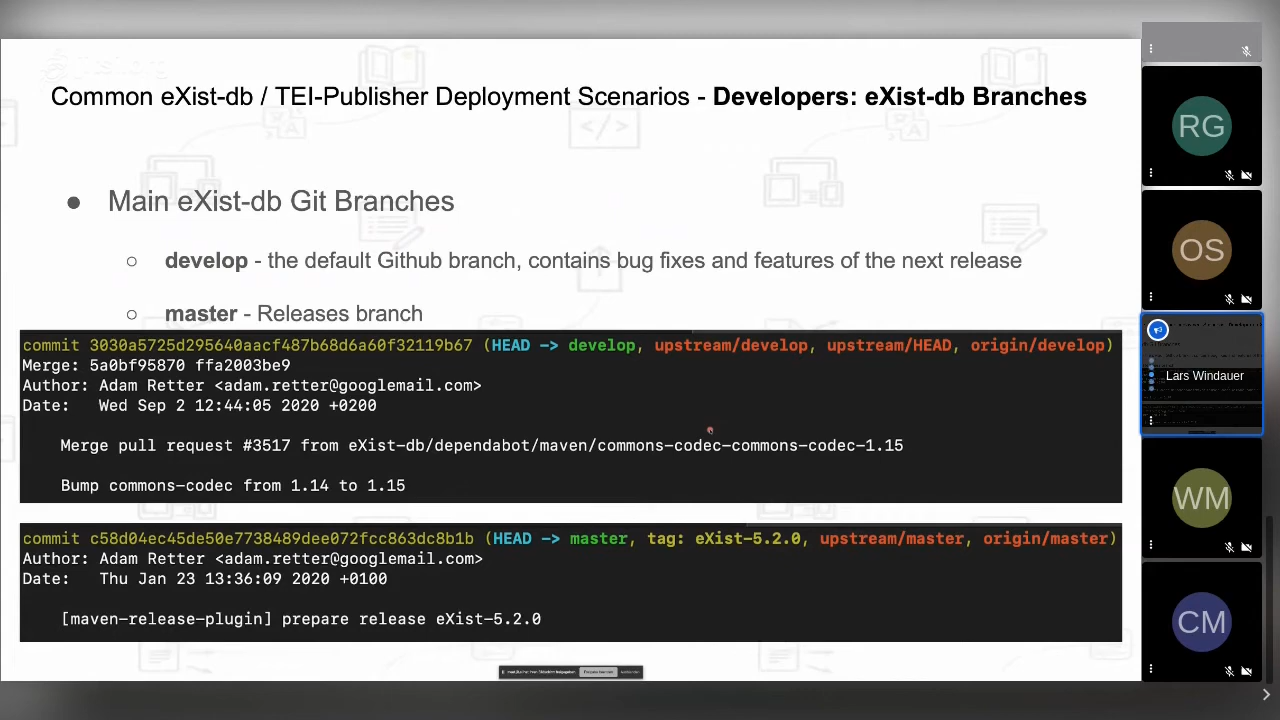 Common eXist-db / TEI-Publisher Deployment Scenarios - Developers: eXist-db Branches
● Main eXist-db Git Branches
○ develop - the default Github branch, contains bug fixes and features of the next release
○ master - Releases branch
commit 3030a5725d295640aacf487b68d6a60f32119b67 (HEAD -> develop, upstream/develop, upstream/HEAD, origin/develop)
Merge: 5a0bf95870 ffa2003be9
Author: Adam Retter <adam.retter@googlemail.com>
Date:   Wed Sep 2 12:44:05 2020 +0200
Merge pull request #3517 from eXist-db/dependabot/maven/commons-codec-commons-codec-1.15
Bump commons-codec from 1.14 to 1.15
commit c58d04ec45de50e7738489dee072fcc863dc8b1b (HEAD -> master, tag: eXist-5.2.0, upstream/master, origin/master)
Author: Adam Retter <adam.retter@googlemail.com>
Date:   Thu Jan 23 13:36:09 2020 +0100
[maven-release-plugin] prepare release eXist-5.2.0
RG
OS
Lars Windauer
WM
CM